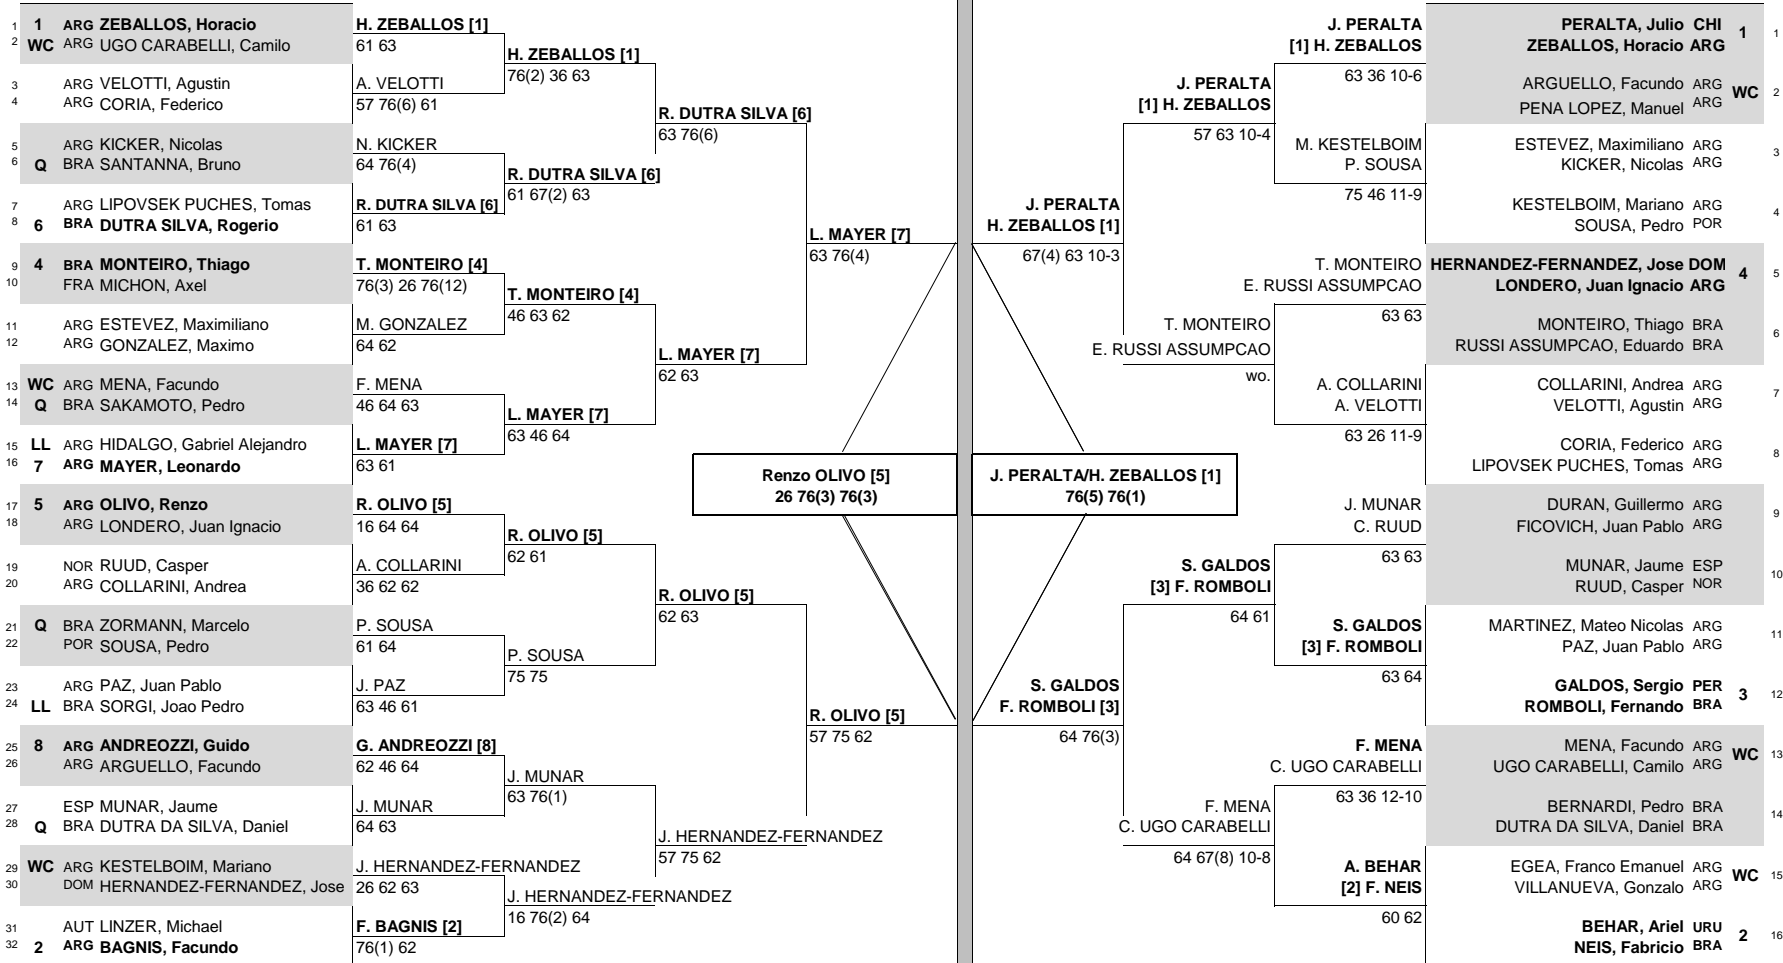 1 1 ARG ZEBALLOS, Horacio
2 WC ARG UGO CARABELLI, Camilo
3 ARG VELOTTI, Agustin
4 ARG CORIA, Federico
5 ARG KICKER, Nicolas
6 Q BRA SANTANNA, Bruno
7 ARG LIPOVSEK PUCHES, Tomas
8 6 BRA DUTRA SILVA, Rogerio
9 4 BRA MONTEIRO, Thiago
10 FRA MICHON, Axel
11 ARG ESTEVEZ, Maximiliano
12 ARG GONZALEZ, Maximo
13 WC ARG MENA, Facundo
14 Q BRA SAKAMOTO, Pedro
15 LL ARG HIDALGO, Gabriel Alejandro
16 7 ARG MAYER, Leonardo
17 5 ARG OLIVO, Renzo
18 ARG LONDERO, Juan Ignacio
19 NOR RUUD, Casper
20 ARG COLLARINI, Andrea
21 Q BRA ZORMANN, Marcelo
22 POR SOUSA, Pedro
23 ARG PAZ, Juan Pablo
24 LL BRA SORGI, Joao Pedro
25 8 ARG ANDREOZZI, Guido
26 ARG ARGUELLO, Facundo
27 ESP MUNAR, Jaume
28 Q BRA DUTRA DA SILVA, Daniel
29 WC ARG KESTELBOIM, Mariano
30 DOM HERNANDEZ-FERNANDEZ, Jose
31 AUT LINZER, Michael
32 2 ARG BAGNIS, Facundo
H. ZEBALLOS [1]
61 63
A. VELOTTI
57 76(6) 61
N. KICKER
64 76(4)
R. DUTRA SILVA [6]
61 63
T. MONTEIRO [4]
76(3) 26 76(12)
M. GONZALEZ
64 62
F. MENA
46 64 63
L. MAYER [7]
63 61
R. OLIVO [5]
16 64 64
A. COLLARINI
36 62 62
P. SOUSA
61 64
J. PAZ
63 46 61
G. ANDREOZZI [8]
62 46 64
J. MUNAR
64 63
J. HERNANDEZ-FERNANDEZ
26 62 63
F. BAGNIS [2]
76(1) 62
H. ZEBALLOS [1]
76(2) 36 63
R. DUTRA SILVA [6]
61 67(2) 63
T. MONTEIRO [4]
46 63 62
L. MAYER [7]
63 46 64
R. OLIVO [5]
62 61
P. SOUSA
75 75
J. MUNAR
63 76(1)
J. HERNANDEZ-FERNANDEZ
16 76(2) 64
R. DUTRA SILVA [6]
63 76(6)
L. MAYER [7]
62 63
R. OLIVO [5]
62 63
J. HERNANDEZ-FERNANDEZ
57 75 62
L. MAYER [7]
63 76(4)
R. OLIVO [5]
57 75 62
Renzo OLIVO [5]
26 76(3) 76(3)
J. PERALTA/H. ZEBALLOS [1]
76(5) 76(1)
J. PERALTA
H. ZEBALLOS [1]
67(4) 63 10-3
S. GALDOS
F. ROMBOLI [3]
64 76(3)
J. PERALTA
[1] H. ZEBALLOS
57 63 10-4
T. MONTEIRO
E. RUSSI ASSUMPCAO
wo.
S. GALDOS
[3] F. ROMBOLI
64 61
F. MENA
C. UGO CARABELLI
64 67(8) 10-8
J. PERALTA
[1] H. ZEBALLOS
63 36 10-6
M. KESTELBOIM
P. SOUSA
75 46 11-9
T. MONTEIRO
E. RUSSI ASSUMPCAO
63 63
A. COLLARINI
A. VELOTTI
63 26 11-9
J. MUNAR
C. RUUD
63 63
S. GALDOS
[3] F. ROMBOLI
63 64
F. MENA
C. UGO CARABELLI
63 36 12-10
A. BEHAR
[2] F. NEIS
60 62
PERALTA, Julio CHI
1 1
ZEBALLOS, Horacio ARG
ARGUELLO, Facundo ARG
WC 2
PENA LOPEZ, Manuel ARG
ESTEVEZ, Maximiliano ARG
3
KICKER, Nicolas ARG
KESTELBOIM, Mariano ARG
4
SOUSA, Pedro POR
HERNANDEZ-FERNANDEZ, Jose DOM
4 5
LONDERO, Juan Ignacio ARG
MONTEIRO, Thiago BRA
6
RUSSI ASSUMPCAO, Eduardo BRA
COLLARINI, Andrea ARG
7
VELOTTI, Agustin ARG
CORIA, Federico ARG
8
LIPOVSEK PUCHES, Tomas ARG
DURAN, Guillermo ARG
9
FICOVICH, Juan Pablo ARG
MUNAR, Jaume ESP
10
RUUD, Casper NOR
MARTINEZ, Mateo Nicolas ARG
11
PAZ, Juan Pablo ARG
GALDOS, Sergio PER
3 12
ROMBOLI, Fernando BRA
MENA, Facundo ARG
WC 13
UGO CARABELLI, Camilo ARG
BERNARDI, Pedro BRA
14
DUTRA DA SILVA, Daniel BRA
EGEA, Franco Emanuel ARG
WC 15
VILLANUEVA, Gonzalo ARG
BEHAR, Ariel URU
2 16
NEIS, Fabricio BRA